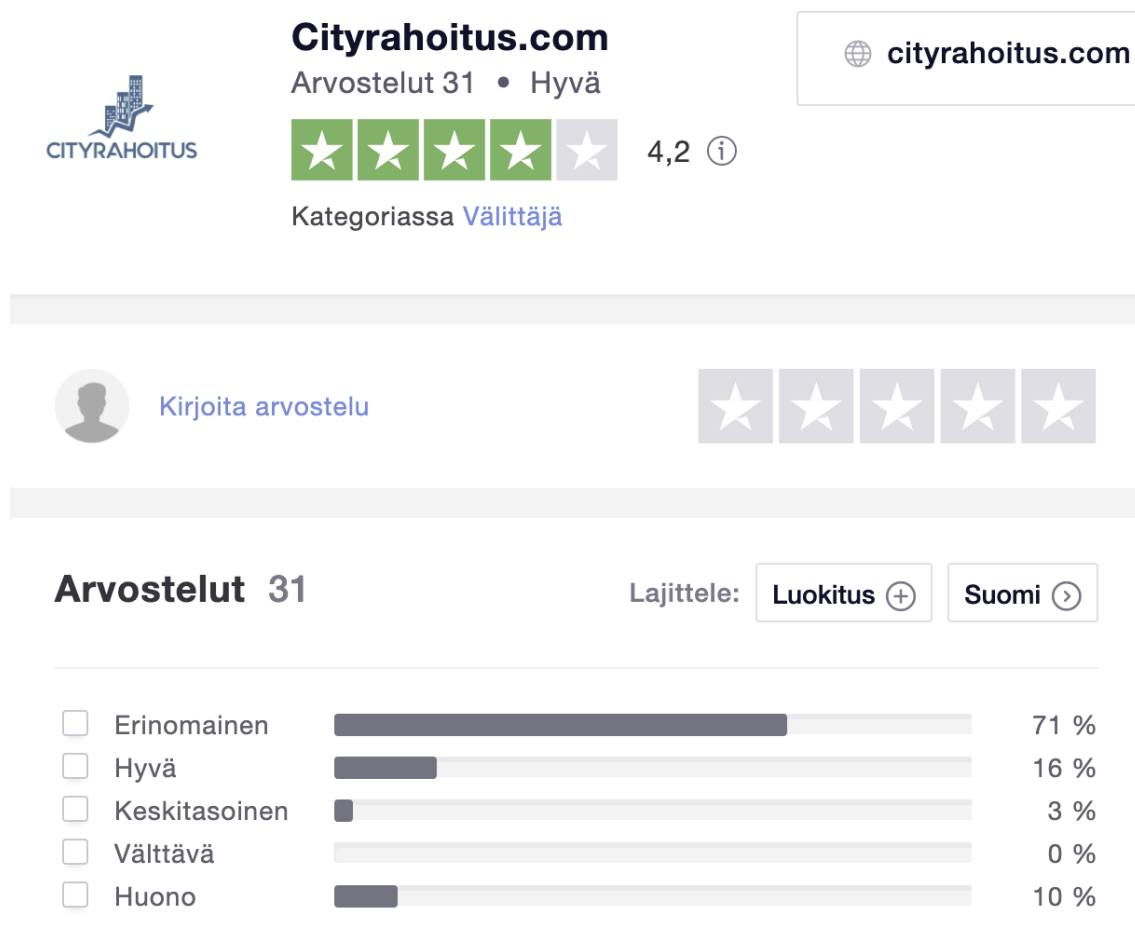 Cityrahoitus.com
Arvostelut 31 • Hyvä
4,2
Kategoriassa Välittäjä
cityrahoitus.com
CITYRAHOITUS
Kirjoita arvostelu
Arvostelut 31
Lajittele: Luokitus Suomi
Erinomainen 71 %
Hyvä 16 %
Keskitasoinen 3 %
Välttävä 0 %
Huono 10 %